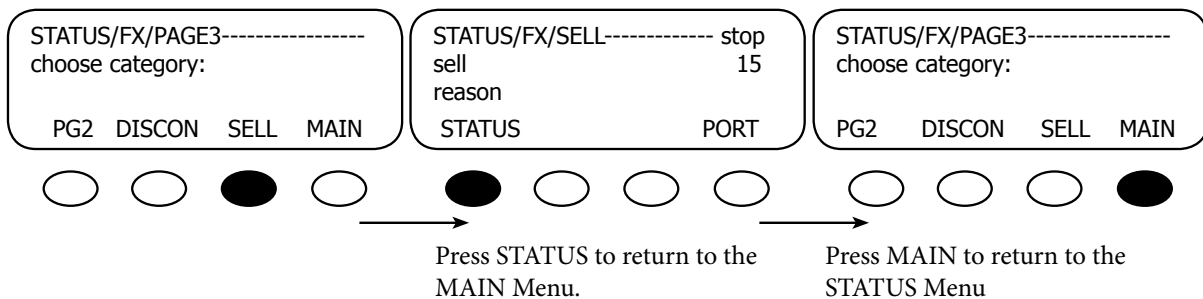 STATUS/FX/PAGE3-----------------
choose category:
PG2 DISCON SELL MAIN
STATUS/FX/SELL------------- stop
sell 15
reason
STATUS PORT
STATUS/FX/PAGE3-----------------
choose category:
PG2 DISCON SELL MAIN
Press STATUS to return to the
MAIN Menu.
Press MAIN to return to the
STATUS Menu